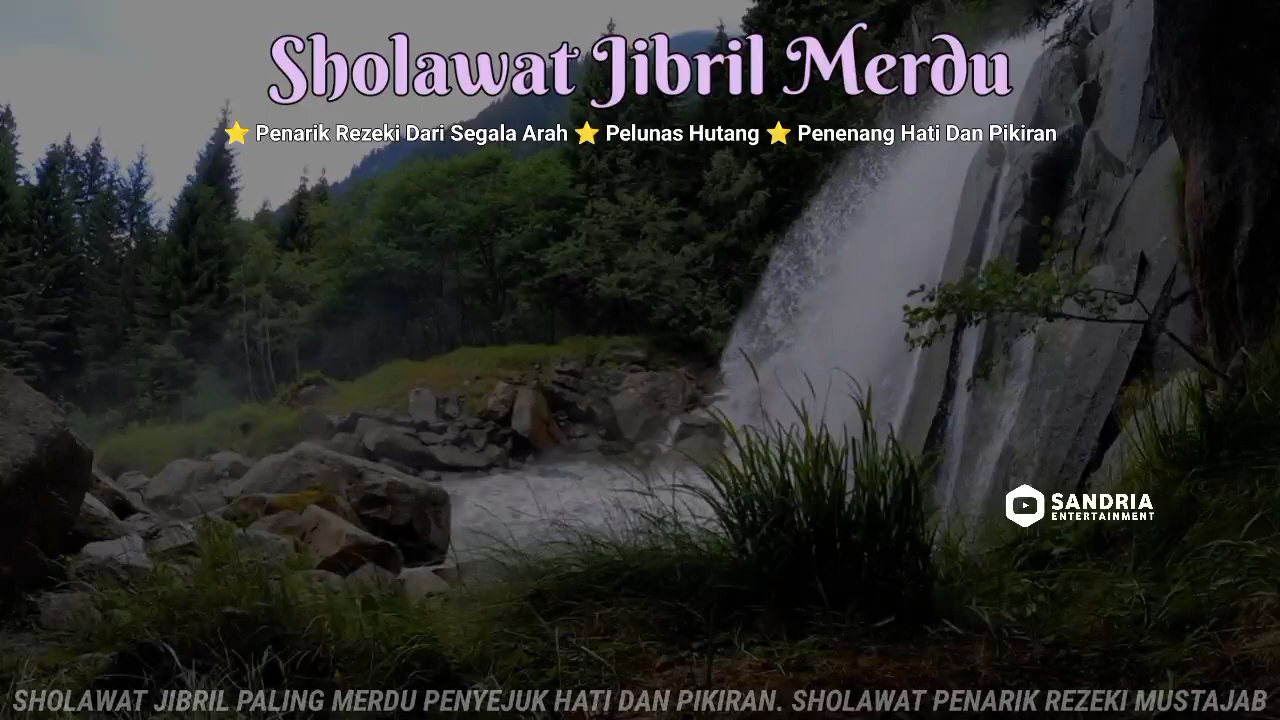 Sholawat Jibril Merdu
⭐ Penarik Rezeki Dari Segala Arah ⭐ Pelunas Hutang ⭐ Penenang Hati Dan Pikiran
SANDRIA
ENTERTAINMENT
SHOLAWAT JIBRIL PALING MERDU PENYEJUK HATI DAN PIKIRAN. SHOLAWAT PENARIK REZEKI MUSTAJAB